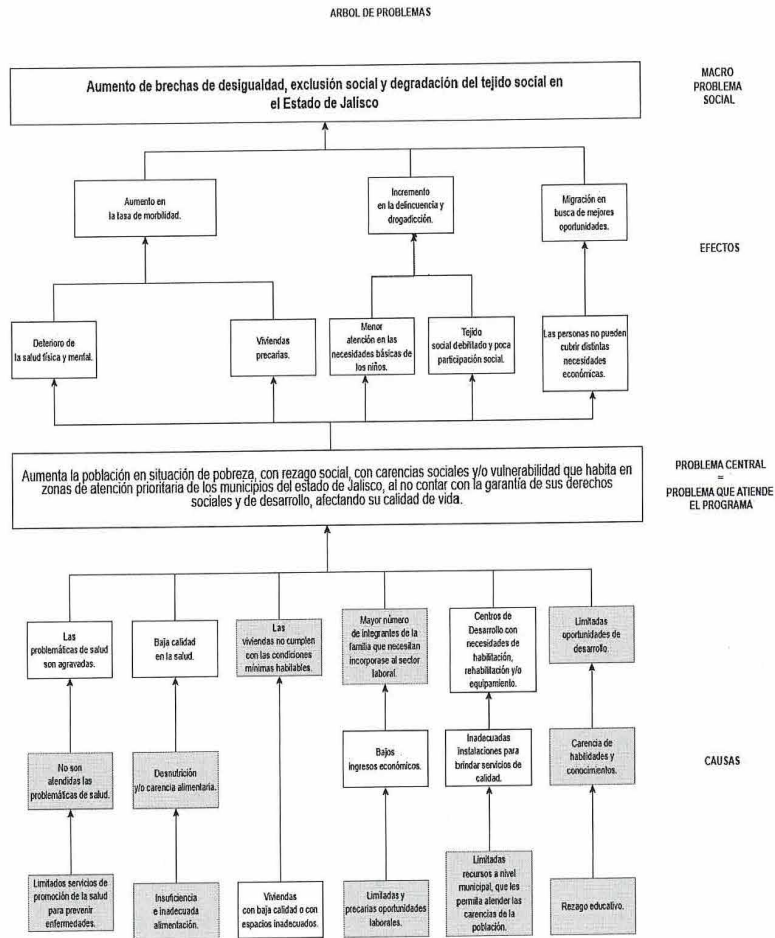 ARBOL DE PROBLEMAS
Aumento de brechas de desigualdad, exclusión social y degradación del tejido social en
el Estado de Jalisco
MACRO
PROBLEMA
SOCIAL
Aumento en
la tasa de morbilidad.
Incremento
en la delincuencia y
drogadicción.
Migración en
busca de mejores
oportunidades.
EFECTOS
Deterioro de
la salud física y mental.
Viviendas
precarias.
Menor
atención en las
necesidades básicas de
los niños.
Tejido
social debilitado y poca
participación social.
Las personas no pueden
cubrir distintas
necesidades
económicas.
Aumenta la población en situación de pobreza, con rezago social, con carencias sociales y/o vulnerabilidad que habita en
zonas de atención prioritaria de los municipios del estado de Jalisco, al no contar con la garantía de sus derechos
sociales y de desarrollo, afectando su calidad de vida.
PROBLEMA CENTRAL
=
PROBLEMA QUE ATIENDE
EL PROGRAMA
Las
problemáticas de salud
son agravadas.
Baja calidad
en la salud.
Las
viviendas no cumplen
con las condiciones
mínimas habitables.
Mayor número
de integrantes de la
familia que necesitan
incorporase al sector
laboral.
Centros de
Desarrollo con
necesidades de
habilitación,
rehabilitación y/o
equipamiento.
Limitadas
oportunidades de
desarrollo.
No son
atendidas las
problemáticas de salud.
Desnutrición
y/o carencia alimentaria.
Bajos
ingresos económicos.
Inadecuadas
instalaciones para
brindar servicios de
calidad.
Carencia de
habilidades y
conocimientos.
CAUSAS
Limitados servicios de
promoción de la salud
para prevenir
enfermedades.
Insuficiencia
e inadecuada
alimentación.
Viviendas
con baja calidad o con
espacios inadecuados.
Limitadas y
precarias oportunidades
laborales.
Limitadas
recursos a nivel
municipal, que les
permita atender las
carencias de la
población.
Rezago educativo.